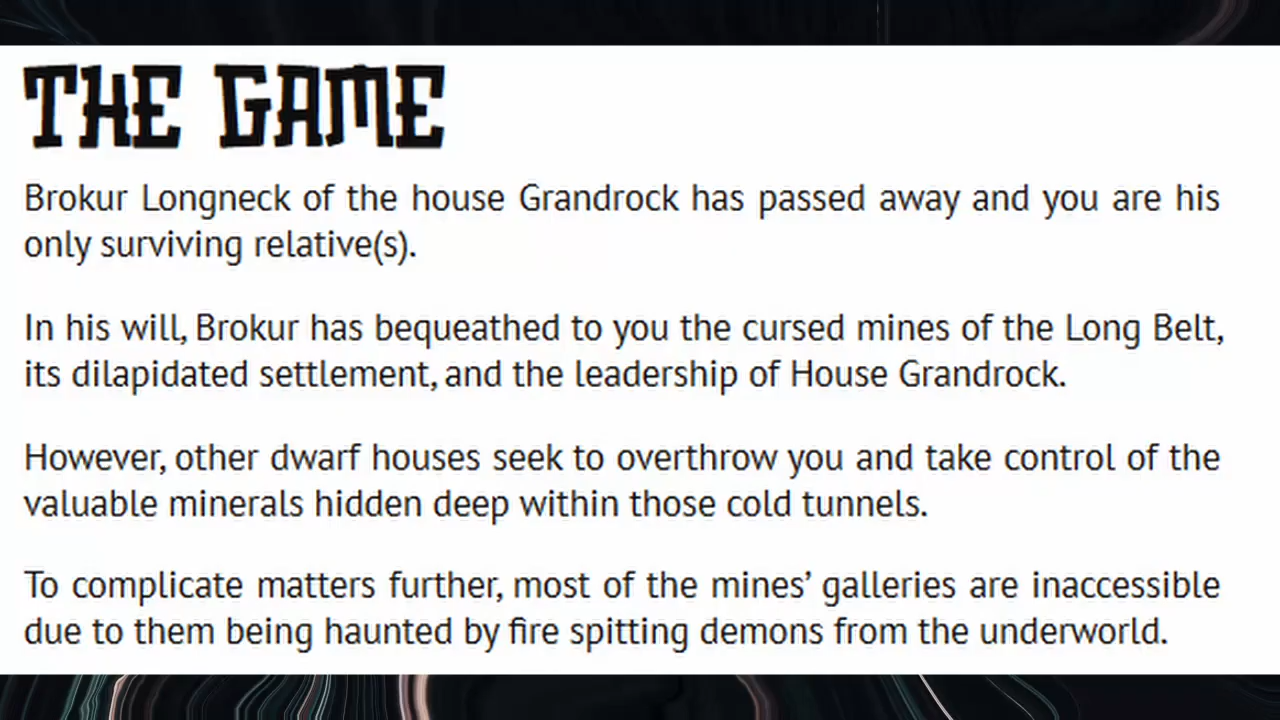 THE GAME
Brokur Longneck of the house Grandrock has passed away and you are his
only surviving relative(s).
In his will, Brokur has bequeathed to you the cursed mines of the Long Belt,
its dilapidated settlement, and the leadership of House Grandrock.
However, other dwarf houses seek to overthrow you and take control of the
valuable minerals hidden deep within those cold tunnels.
To complicate matters further, most of the mines’ galleries are inaccessible
due to them being haunted by fire spitting demons from the underworld.